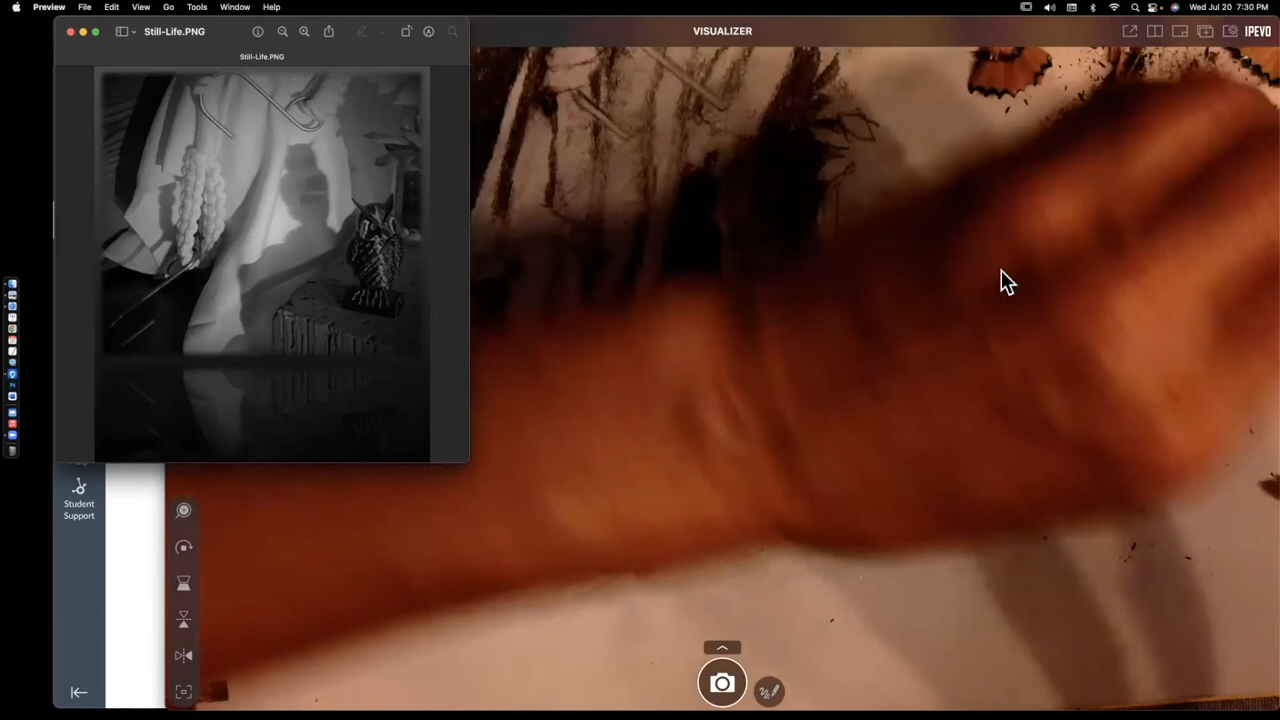 Preview File Edit View Go Tools Window Help
Wed Jul 20 7:30 PM
Still-Life.PNG
VISUALIZER
IPEVO
Still-Life.PNG
Student
Support